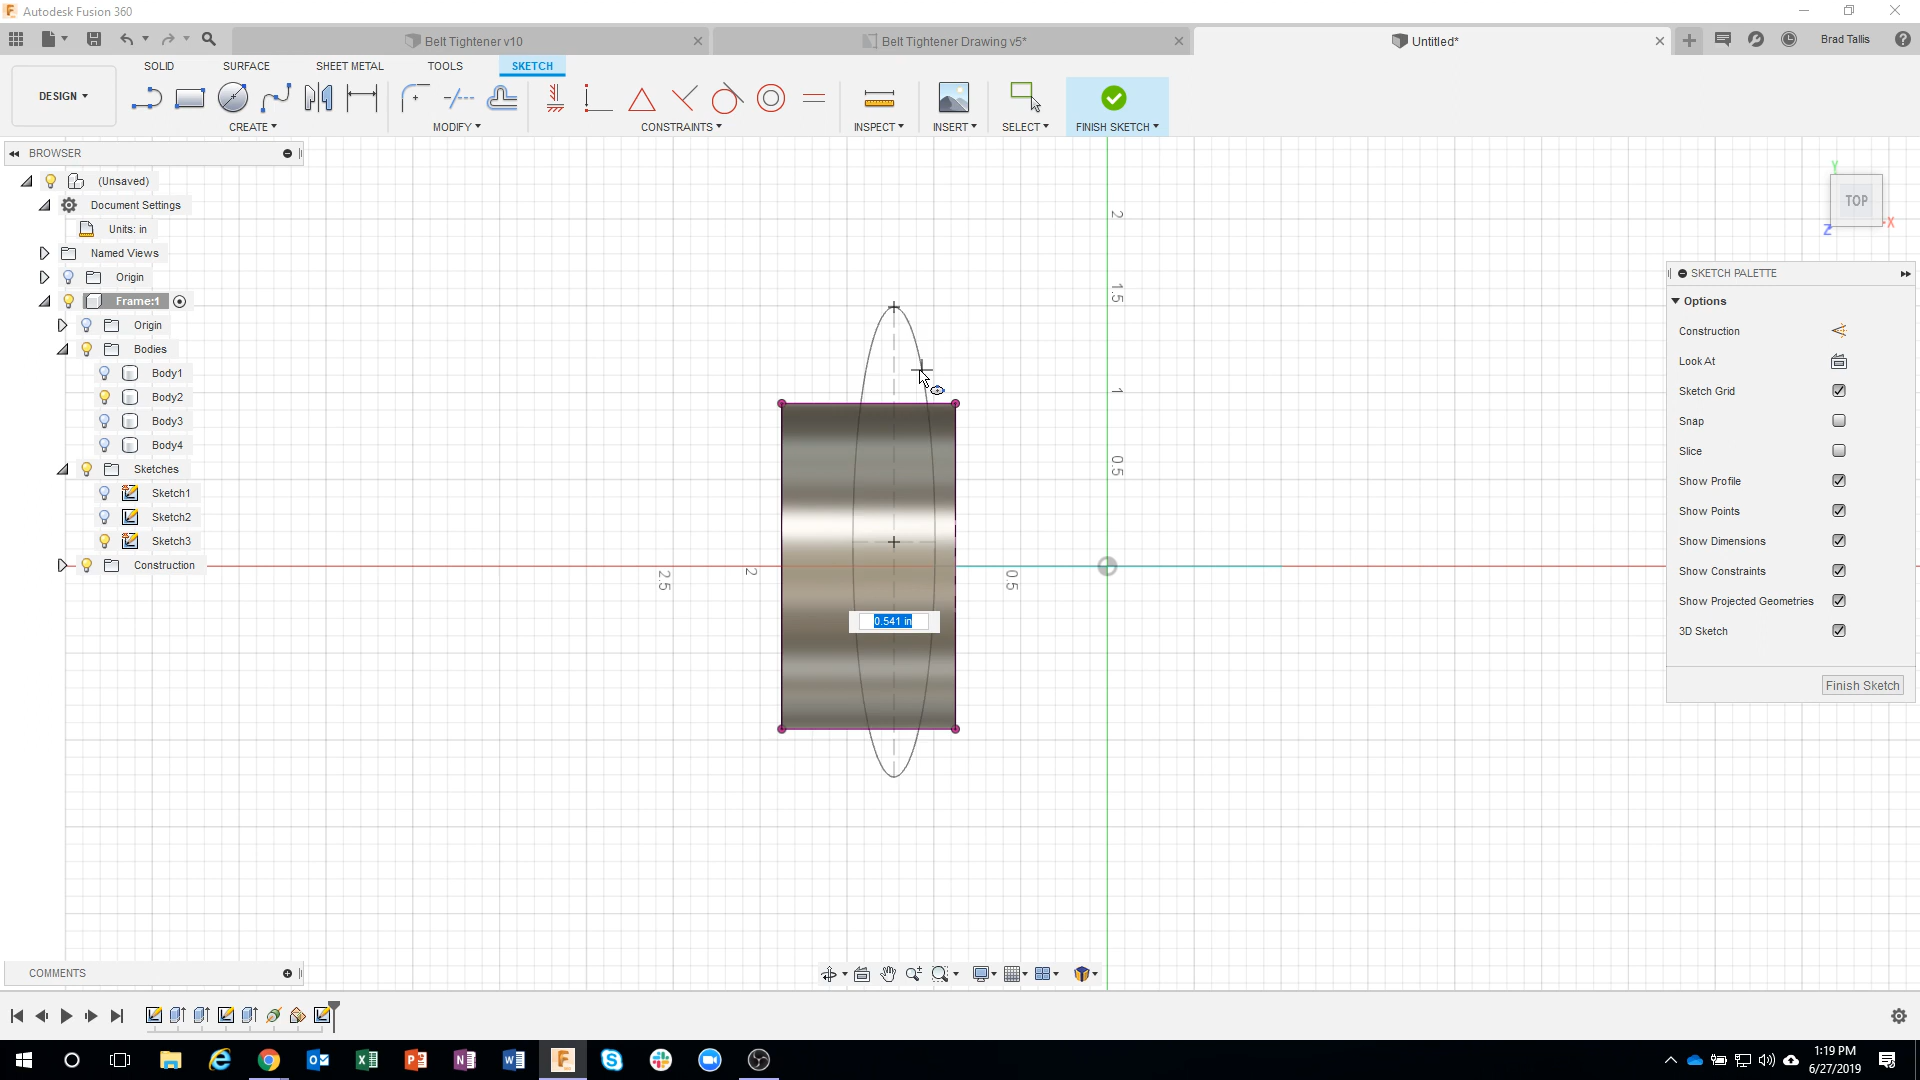 Autodesk Fusion 360
Belt Tightener v10
Belt Tightener Drawing v5*
Untitled*
Brad Tallis
SOLID
SURFACE
SHEET METAL
TOOLS
SKETCH
DESIGN
CREATE
MODIFY
CONSTRAINTS
INSPECT
INSERT
SELECT
FINISH SKETCH
BROWSER
(Unsaved)
Document Settings
Units: in
Named Views
Origin
Frame:1
Origin
Bodies
Body1
Body2
Body3
Body4
Sketches
Sketch1
Sketch2
Sketch3
Construction
2
1.5
1
0.5
2.5
2
0.5
0.541 in
Y
TOP
X
Z
SKETCH PALETTE
Options
Construction
Look At
Sketch Grid
Snap
Slice
Show Profile
Show Points
Show Dimensions
Show Constraints
Show Projected Geometries
3D Sketch
Finish Sketch
COMMENTS
1:19 PM
6/27/2019